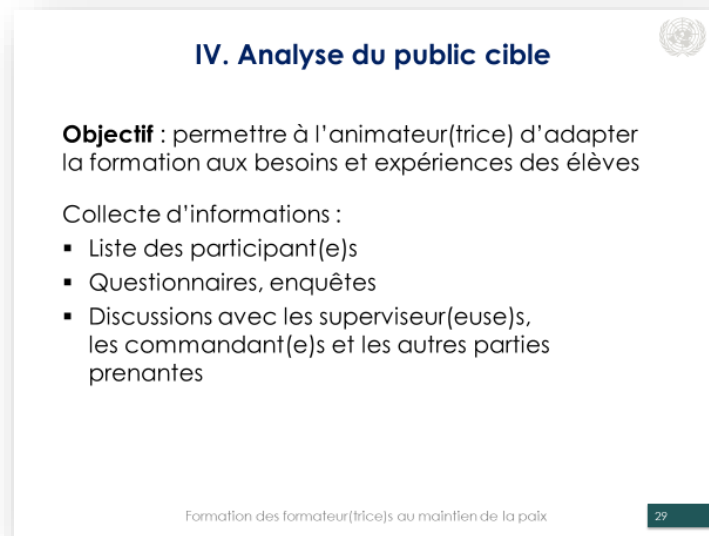 IV. Analyse du public cible
Objectif : permettre à l’animateur(trice) d’adapter
la formation aux besoins et expériences des élèves
Collecte d’informations :
▪ Liste des participant(e)s
▪ Questionnaires, enquêtes
▪ Discussions avec les superviseur(euse)s,
les commandant(e)s et les autres parties
prenantes
Formation des formateur(trice)s au maintien de la paix
29